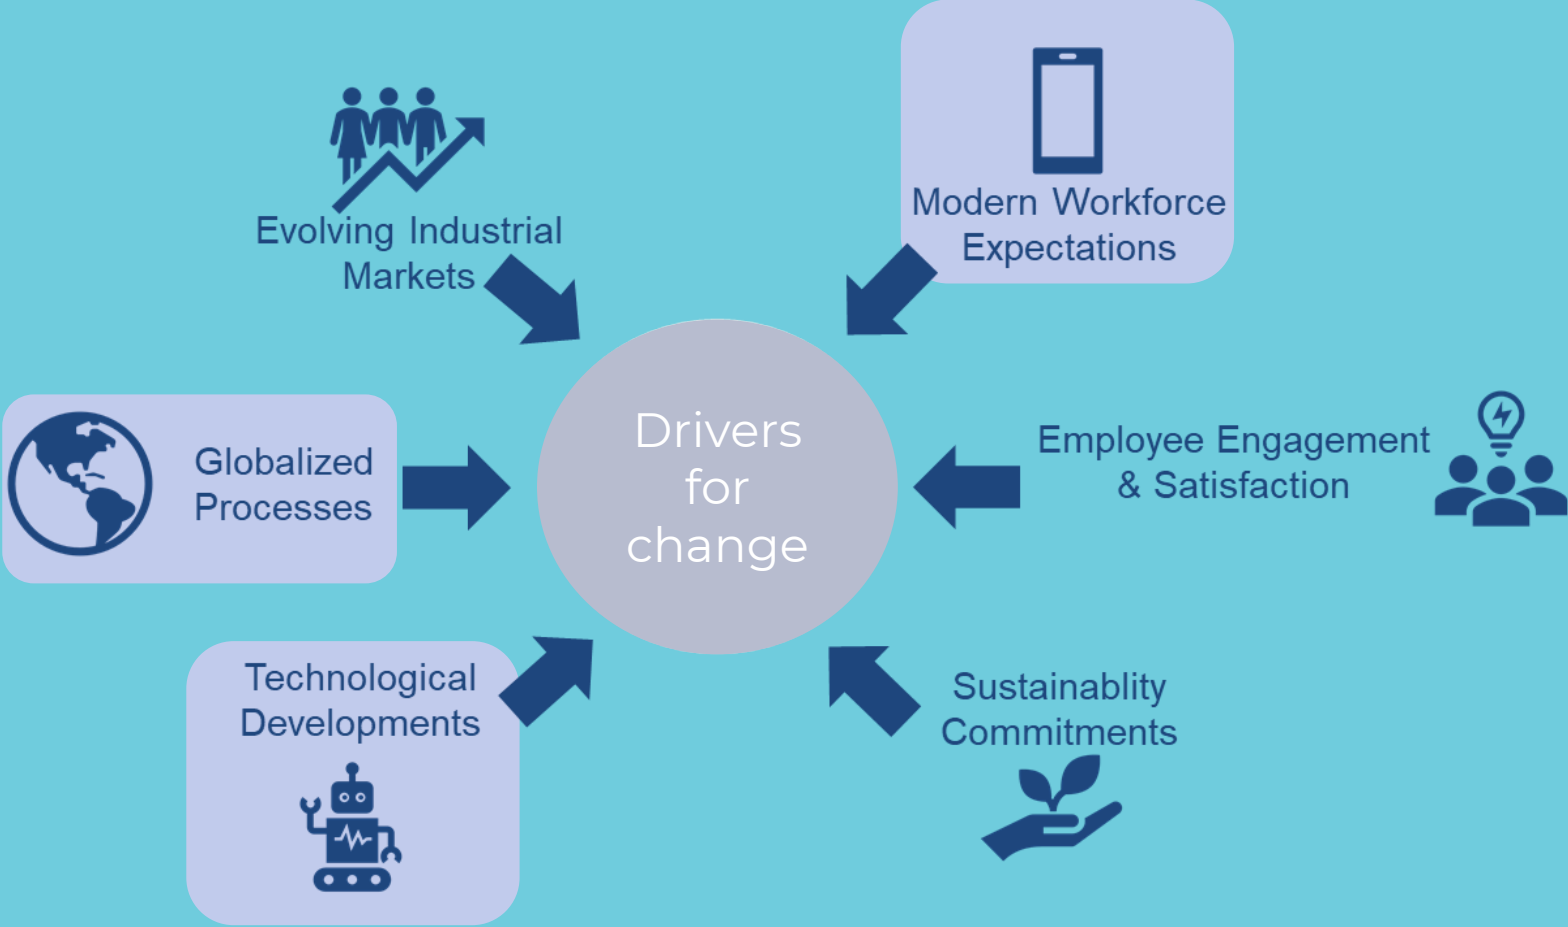 Evolving Industrial
Markets
Modern Workforce
Expectations
Globalized
Processes
Drivers
for
change
Employee Engagement
& Satisfaction
Technological
Developments
Sustainablity
Commitments